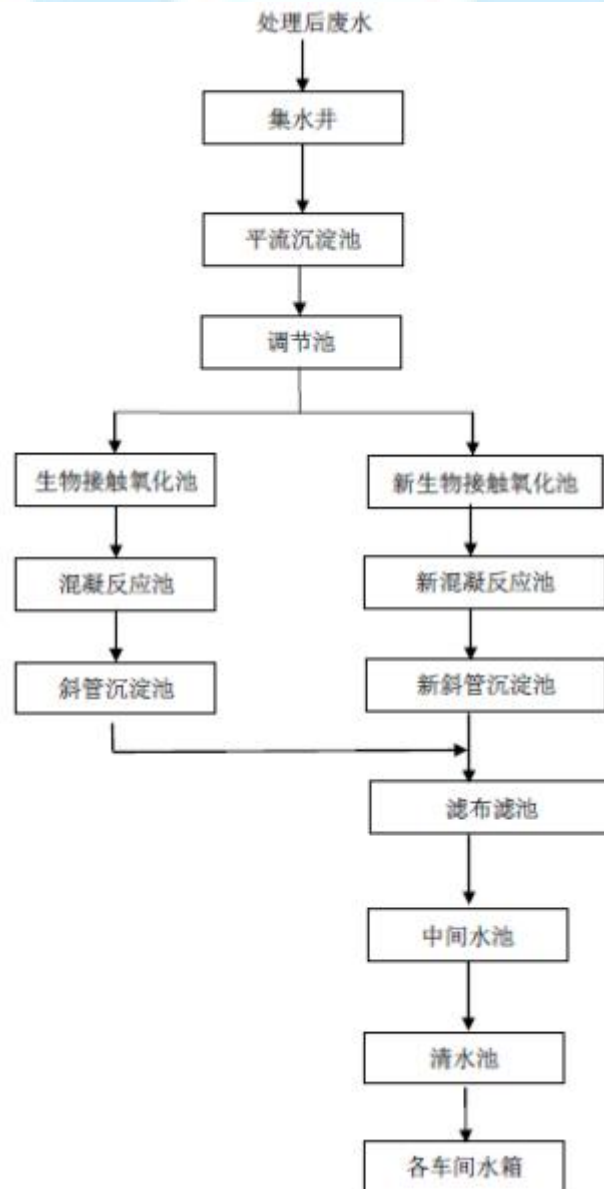 处理后废水
集水井
平流沉淀池
调节池
生物接触氧化池
新生物接触氧化池
混凝反应池
新混凝反应池
斜管沉淀池
新斜管沉淀池
滤布滤池
中间水池
清水池
各车间水箱